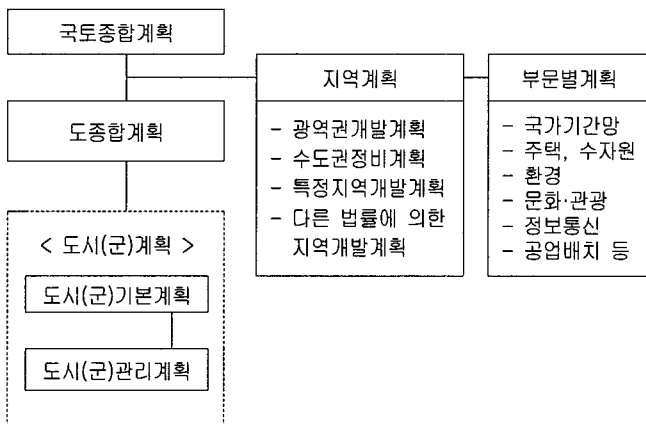 국토종합계획
도종합계획
< 도시(군)계획 >
도시(군)기본계획
도시(군)관리계획
지역계획
- 광역권개발계획
- 수도권정비계획
- 특정지역개발계획
- 다른 법률에 의한
지역개발계획
부문별계획
- 국가기간망
- 주택, 수자원
- 환경
- 문화·관광
- 정보통신
- 공업배치 등